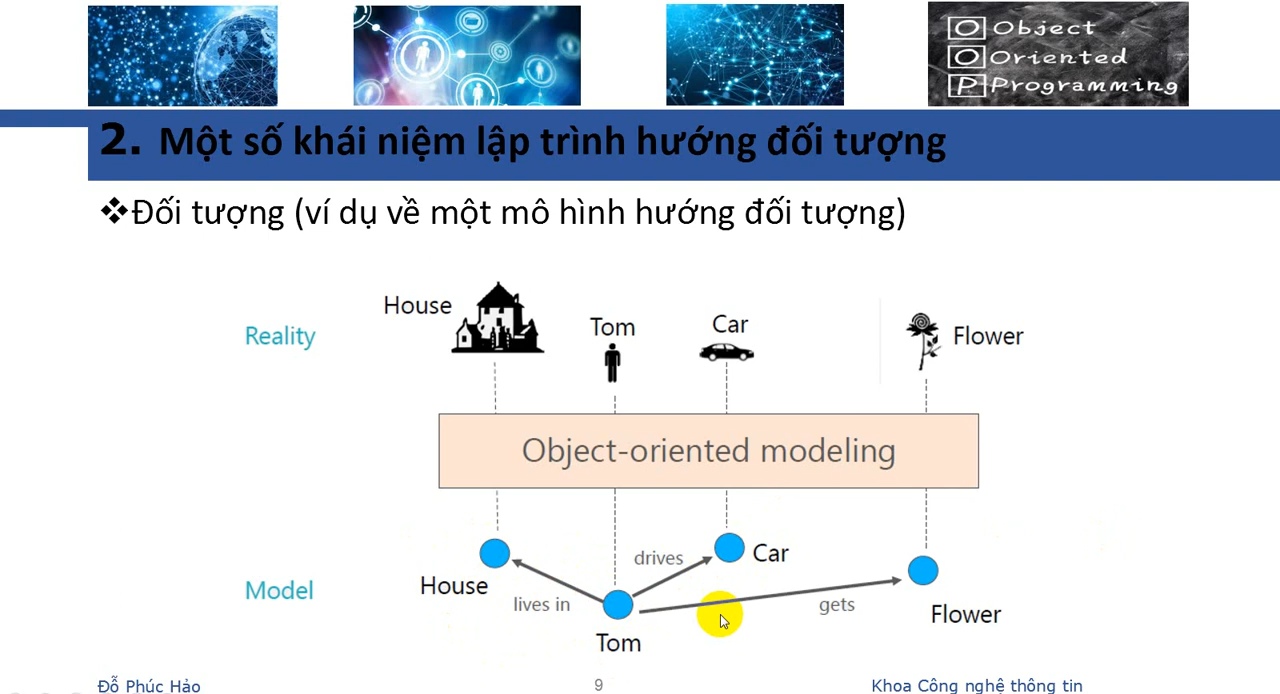 Object
Oriented
Programming
2. Một số khái niệm lập trình hướng đối tượng
❖Đối tượng (ví dụ về một mô hình hướng đối tượng)
House
Tom
Car
Reality
Flower
Object-oriented modeling
drives
Car
House
Model
lives in
gets
Flower
Tom
Đỗ Phúc Hảo
9
Khoa Công nghệ thông tin